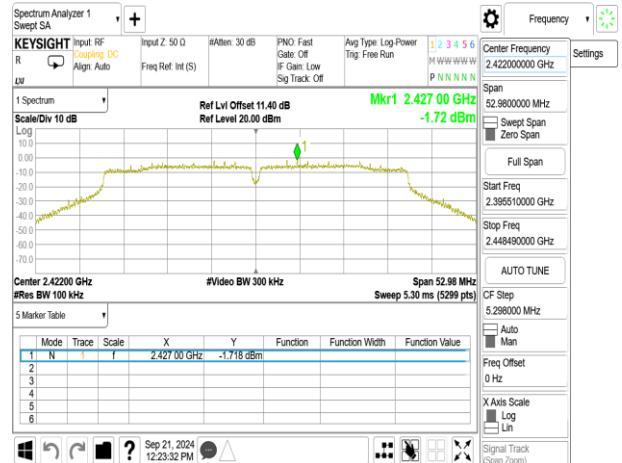 Spectrum Analyzer 1
Swept SA
+
Frequency
KEYSIGHT
R
Input: RF
Coupling: DC
Align: Auto
Input Z: 50 Ω
Freq Ref: Int (S)
#Atten: 30 dB
PNO: Fast
Gate: Off
IF Gain: Low
Sig Track: Off
Avg Type: Log-Power
Trig: Free Run
1 2 3 4 5 6
M W W W W W
P N N N N N
Center Frequency
2.422000000 GHz
Settings
Span
52.9800000 MHz
Swept Span
Zero Span
Full Span
Start Freq
2.395510000 GHz
Stop Freq
2.448490000 GHz
AUTO TUNE
CF Step
5.298000 MHz
Auto
Man
Freq Offset
0 Hz
X Axis Scale
Log
Lin
Signal Track
(Span Zoom)
1 Spectrum
Scale/Div 10 dB
Ref Lvl Offset 11.40 dB
Ref Level 20.00 dBm
Mkr1 2.427 00 GHz
-1.72 dBm
Log
10.0
0.00
-10.0
-20.0
-30.0
-40.0
-50.0
-60.0
-70.0
1
Center 2.42200 GHz
#Res BW 100 kHz
#Video BW 300 kHz
Span 52.98 MHz
Sweep 5.30 ms (5299 pts)
5 Marker Table
Mode Trace Scale X Y Function Function Width Function Value
1 N 1 f 2.427 00 GHz -1.718 dBm
2
3
4
5
6
?
Sep 21, 2024
12:23:32 PM